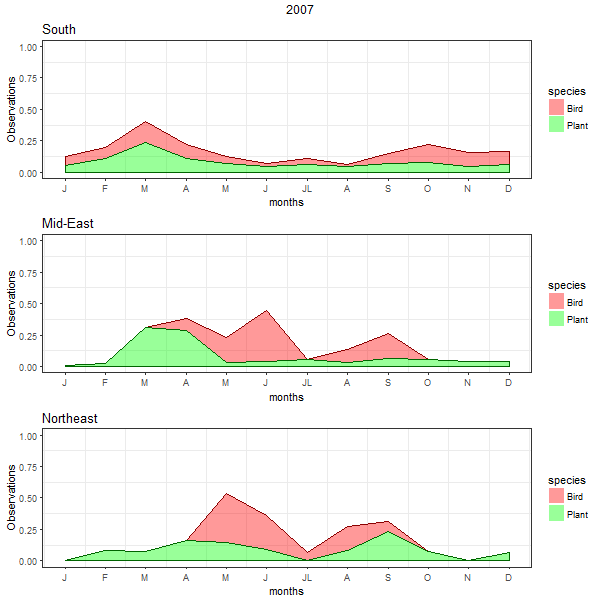 2007
South
Observations
1.00
0.75
0.50
0.25
0.00
J F M A M J JL A S O N D
months
species
Bird
Plant
Mid-East
Observations
1.00
0.75
0.50
0.25
0.00
J F M A M J JL A S O N D
months
species
Bird
Plant
Northeast
Observations
1.00
0.75
0.50
0.25
0.00
J F M A M J JL A S O N D
months
species
Bird
Plant